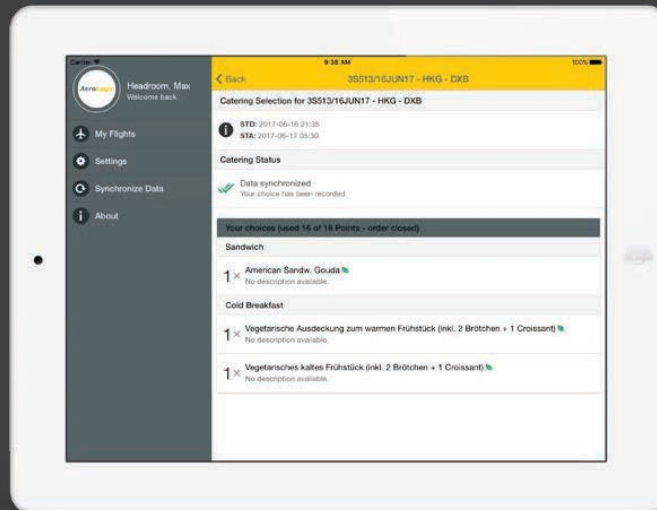 Carrier
9:38 AM
100%
AeroLogic
Headroom, Max
Welcome back
My Flights
Settings
Synchronize Data
About
Back
3S513/16JUN17 - HKG - DXB
Catering Selection for 3S513/16JUN17 - HKG - DXB
STD: 2017-06-16 21:35
STA: 2017-06-17 05:30
Catering Status
Data synchronized
Your choice has been recorded.
Your choices (used 16 of 16 Points - order closed)
Sandwich
1 × American Sandw. Gouda
No description available.
Cold Breakfast
1 × Vegetarische Ausdeckung zum warmen Frühstück (inkl. 2 Brötchen + 1 Croissant)
No description available.
1 × Vegetarisches kaltes Frühstück (inkl. 2 Brötchen + 1 Croissant)
No description available.